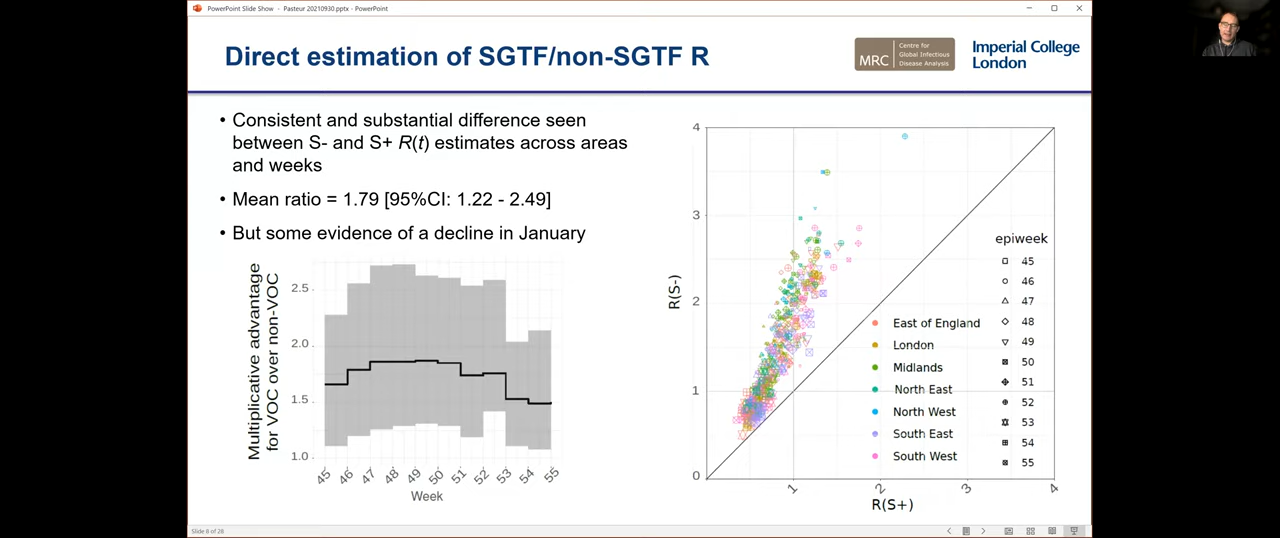 PowerPoint Slide Show - Pasteur 20210930.pptx - PowerPoint
Direct estimation of SGTF/non-SGTF R
MRC
Centre for
Global Infectious
Disease Analysis
Imperial College
London
• Consistent and substantial difference seen
between S- and S+ R(t) estimates across areas
and weeks
• Mean ratio = 1.79 [95%CI: 1.22 - 2.49]
• But some evidence of a decline in January
Multiplicative advantage
for VOC over non-VOC
2.5
2.0
1.5
1.0
45 46 47 48 49 50 51 52 53 54 55
Week
R(S-)
4
3
2
1
0
1 2 3 4
R(S+)
East of England
London
Midlands
North East
North West
South East
South West
epiweek
45
46
47
48
49
50
51
52
53
54
55
Slide 8 of 28